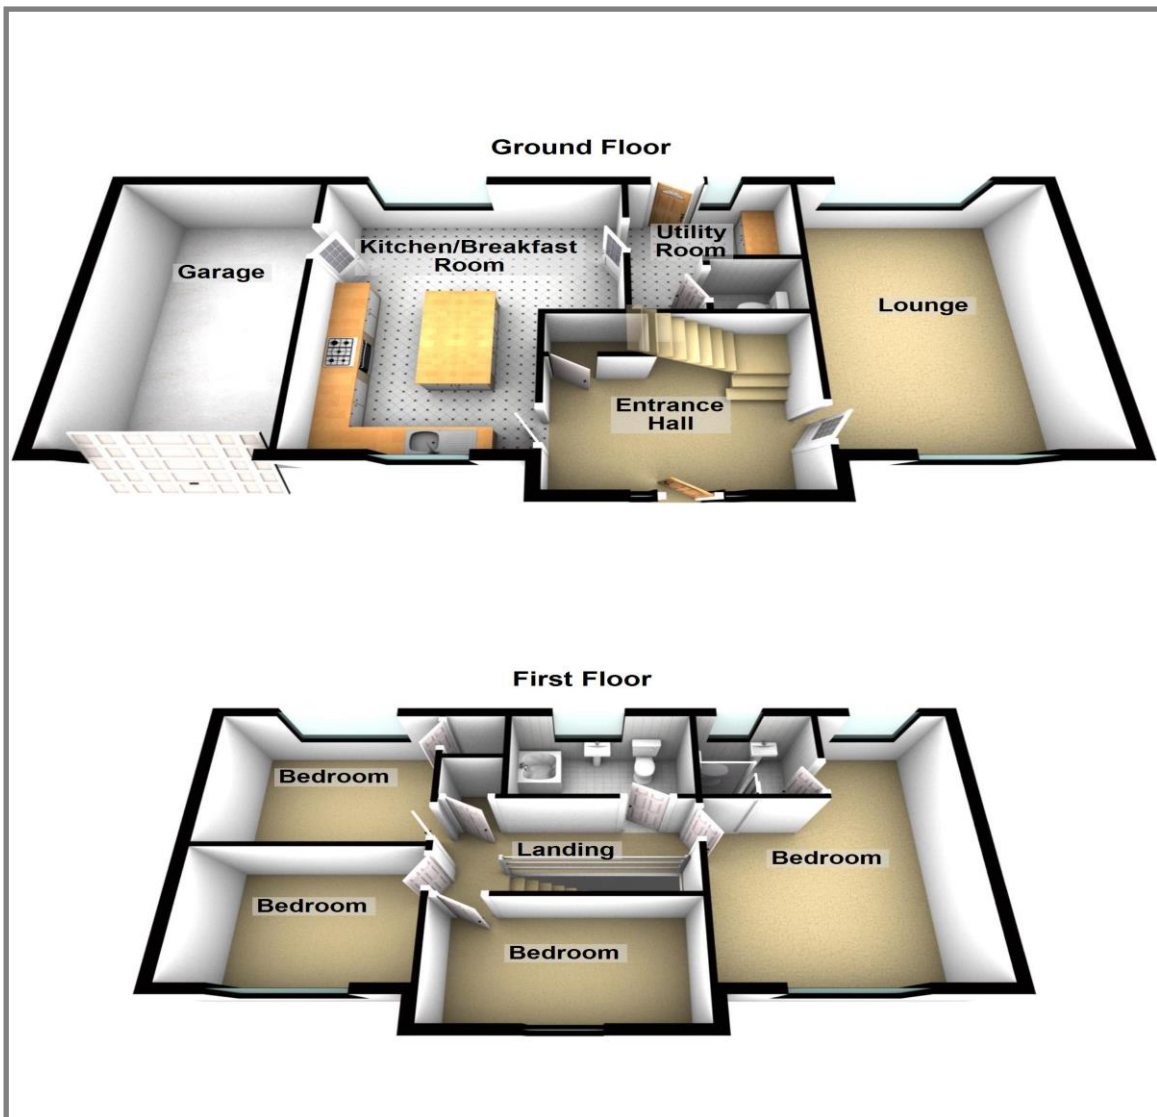 Ground Floor
Garage
Kitchen/Breakfast
Room
Utility
Room
Lounge
Entrance
Hall
First Floor
Bedroom
Landing
Bedroom
Bedroom
Bedroom